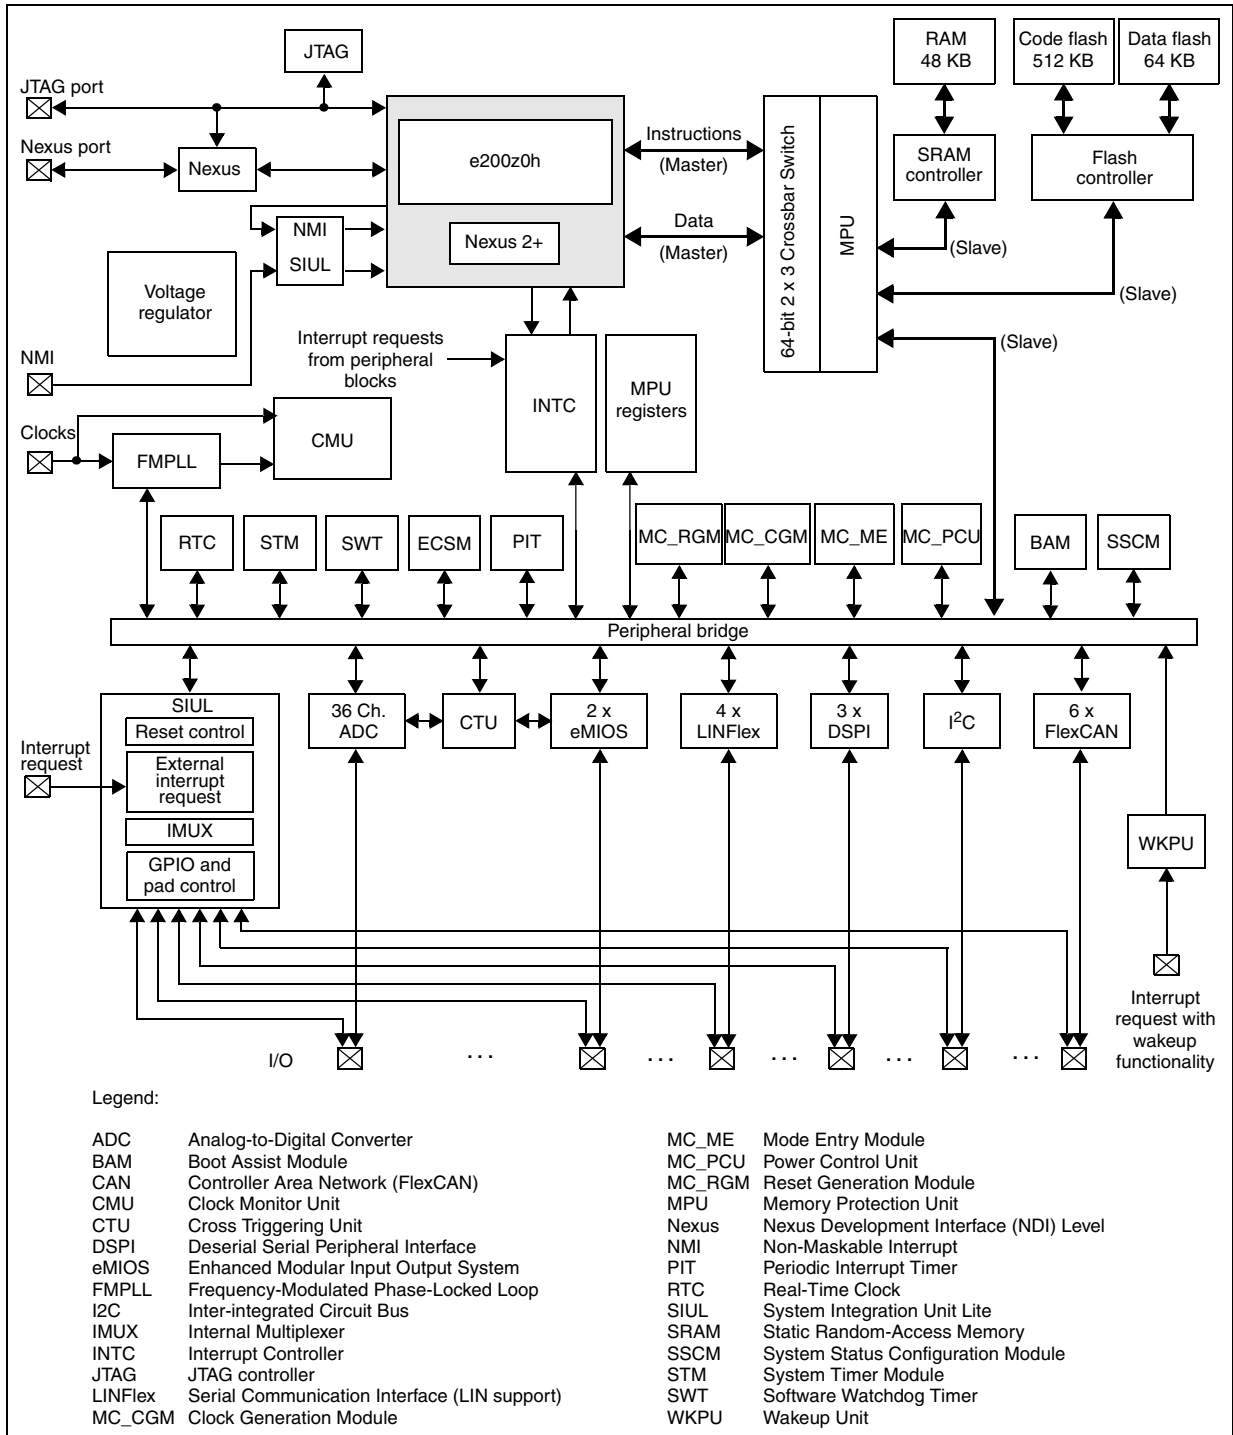 JTAG
RAM
48 KB
Code flash
512 KB
Data flash
64 KB
JTAG port
Nexus port
Nexus
e200z0h
Nexus 2+
Instructions
(Master)
Data
(Master)
64-bit 2 x 3 Crossbar Switch
MPU
SRAM
controller
Flash
controller
(Slave)
(Slave)
(Slave)
NMI
SIUL
Voltage
regulator
NMI
Interrupt requests
from peripheral
blocks
INTC
MPU
registers
Clocks
FMPLL
CMU
RTC
STM
SWT
ECSM
PIT
MC_RGM
MC_CGM
MC_ME
MC_PCU
BAM
SSCM
Peripheral bridge
SIUL
Reset control
External
interrupt
request
IMUX
GPIO and
pad control
Interrupt
request
36 Ch.
ADC
CTU
2 x
eMIOS
4 x
LINFlex
3 x
DSPI
I2C
6 x
FlexCAN
WKPU
Interrupt
request with
wakeup
functionality
I/O
. . .
. . .
. . .
. . .
. . .
Legend:
ADC Analog-to-Digital Converter
BAM Boot Assist Module
CAN Controller Area Network (FlexCAN)
CMU Clock Monitor Unit
CTU Cross Triggering Unit
DSPI Deserial Serial Peripheral Interface
eMIOS Enhanced Modular Input Output System
FMPLL Frequency-Modulated Phase-Locked Loop
I2C Inter-integrated Circuit Bus
IMUX Internal Multiplexer
INTC Interrupt Controller
JTAG JTAG controller
LINFlex Serial Communication Interface (LIN support)
MC_CGM Clock Generation Module
MC_ME Mode Entry Module
MC_PCU Power Control Unit
MC_RGM Reset Generation Module
MPU Memory Protection Unit
Nexus Nexus Development Interface (NDI) Level
NMI Non-Maskable Interrupt
PIT Periodic Interrupt Timer
RTC Real-Time Clock
SIUL System Integration Unit Lite
SRAM Static Random-Access Memory
SSCM System Status Configuration Module
STM System Timer Module
SWT Software Watchdog Timer
WKPU Wakeup Unit